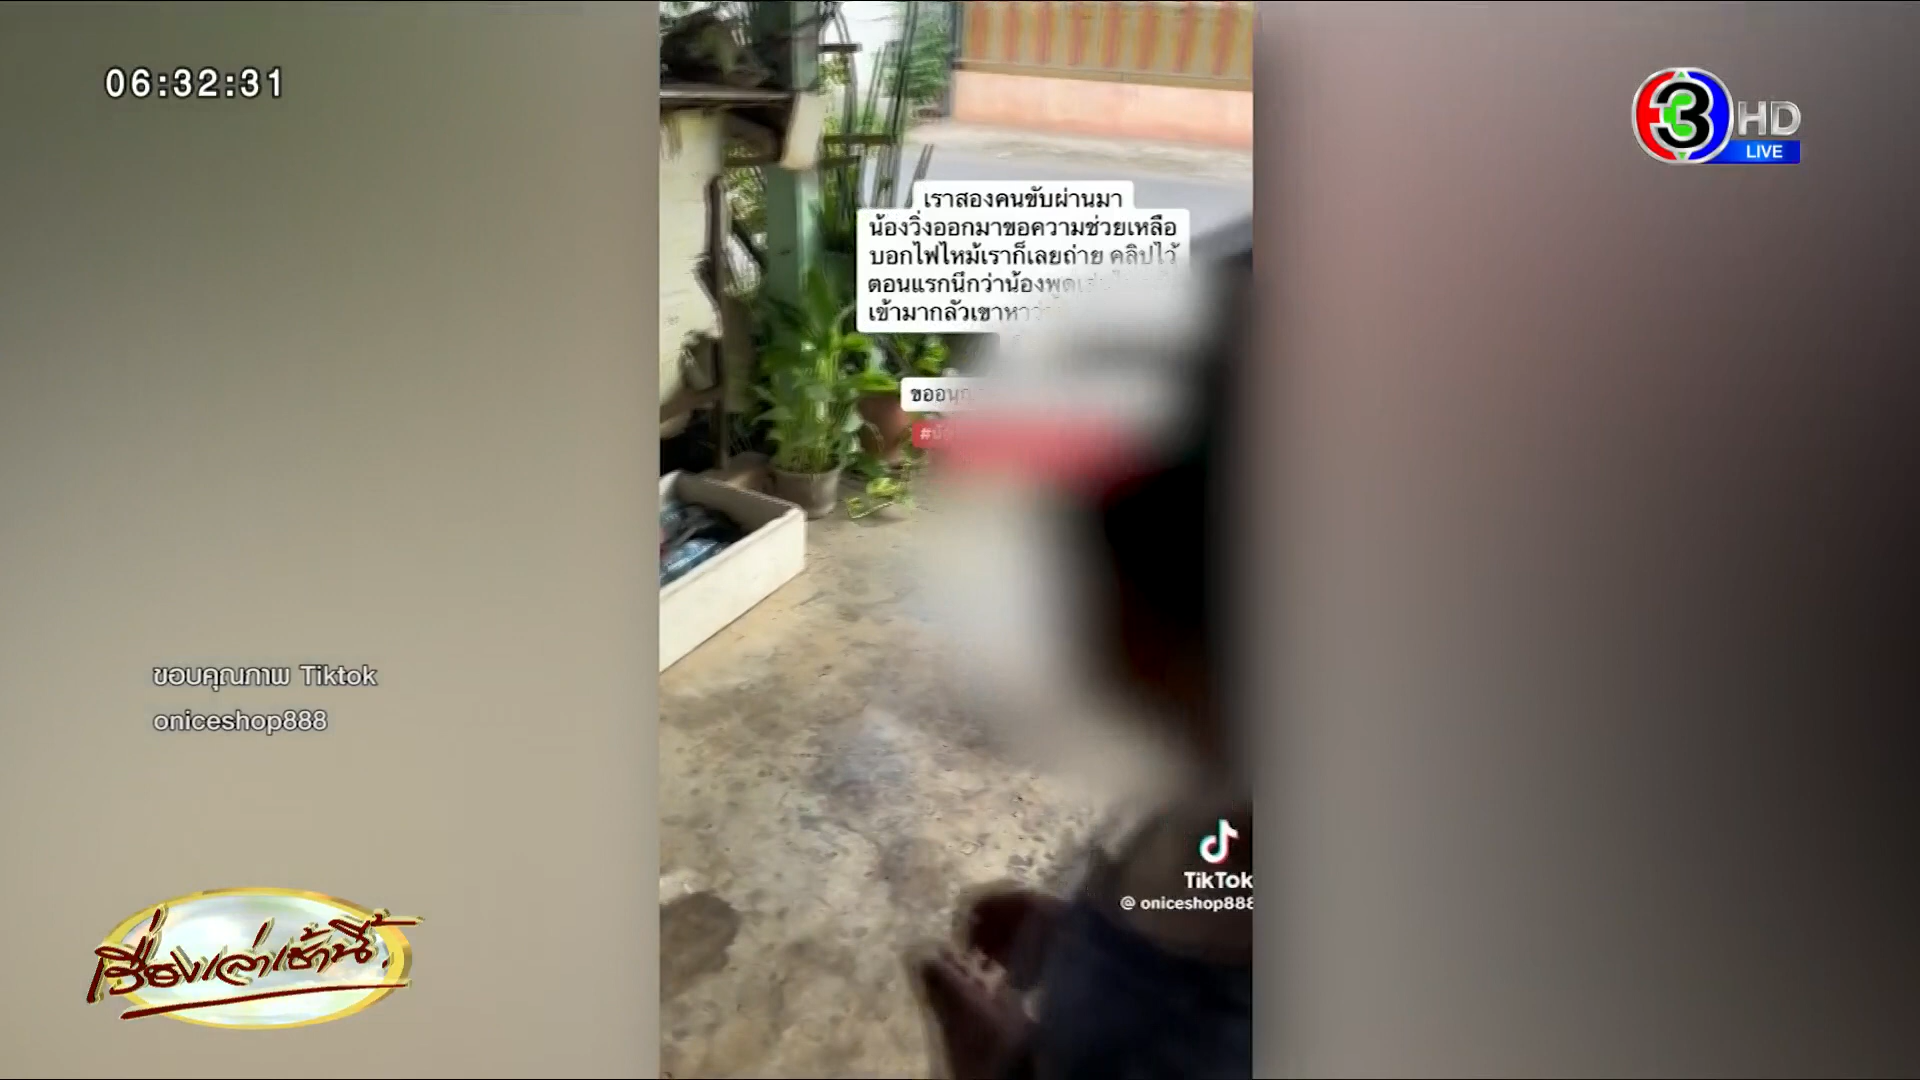 06:32:31
3 HD
LIVE
เราสองคนขับผ่านมา
น้องวิ่งออกมาขอความช่วยเหลือ
บอกไฟไหม้เราก็เลยถ่าย คลิปไว้
ตอนแรกนึกว่าน้องพูด
เข้ามากลัวเขาหา
ขอบคุณภาพ Tiktok
oniceshop888
TikTok
@ oniceshop888
เรื่องเล่าเช้านี้